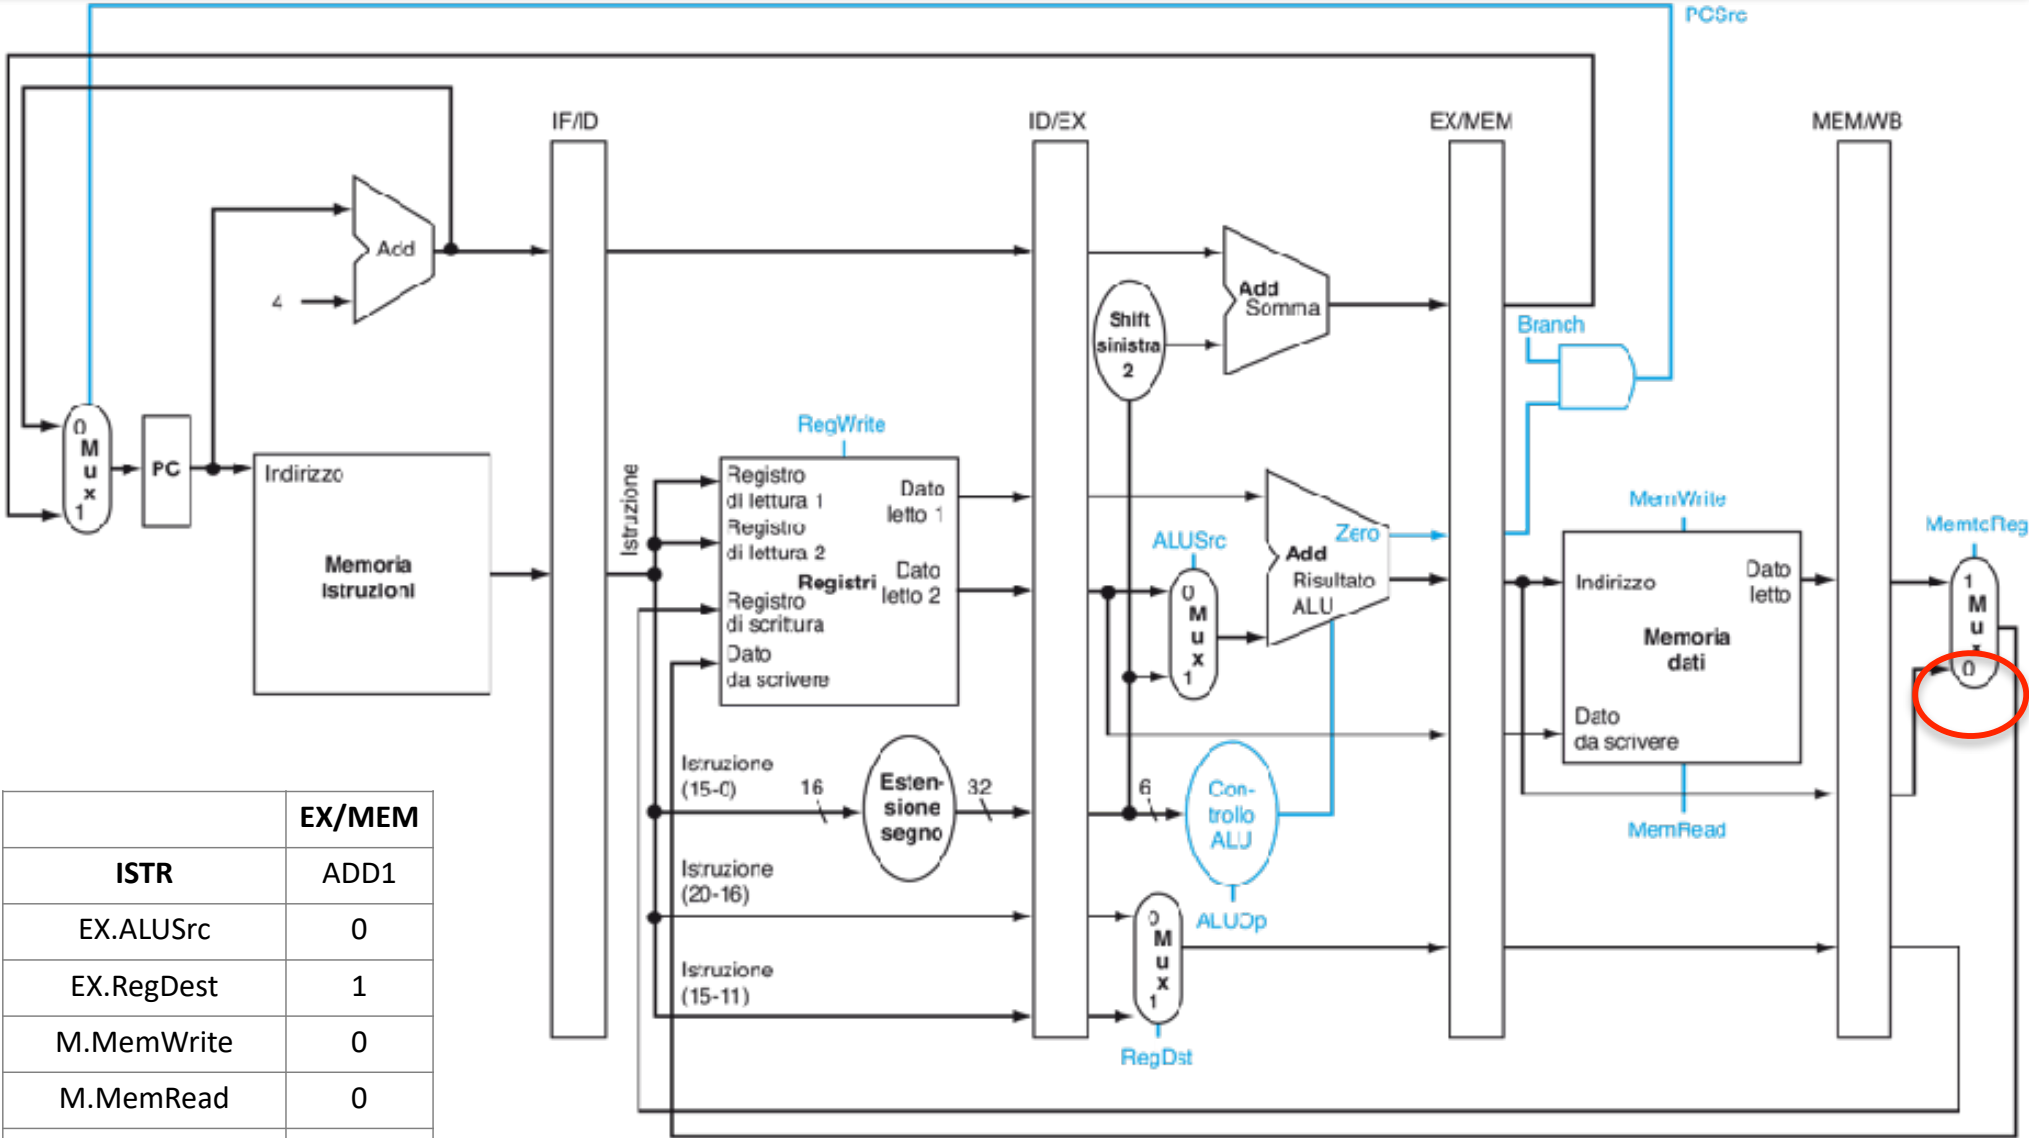 PCSrc
IF/ID
ID/EX
EX/MEM
MEM/WB
Add
4
Add
Somma
Shift
sinistra
2
Branch
0
M
u
x
1
PC
Indirizzo
Memoria
Istruzioni
Istruzione
RegWrite
Registro
di lettura 1
Registro
di lettura 2
Registri
Registro
di scrittura
Dato
da scrivere
Dato
letto 1
Dato
letto 2
ALUSrc
0
M
u
x
1
Zero
Add
Risultato
ALU
MemWrite
Indirizzo
Dato
letto
Memoria
dati
Dato
da scrivere
MemRead
MemtoReg
1
M
u
x
0
Istruzione
(15-0)
16
Esten-
sione
segno
32
6
Con-
trollo
ALU
ALUOp
Istruzione
(20-16)
Istruzione
(15-11)
0
M
u
x
1
RegDst
EX/MEM
ISTR ADD1
EX.ALUSrc 0
EX.RegDest 1
M.MemWrite 0
M.MemRead 0